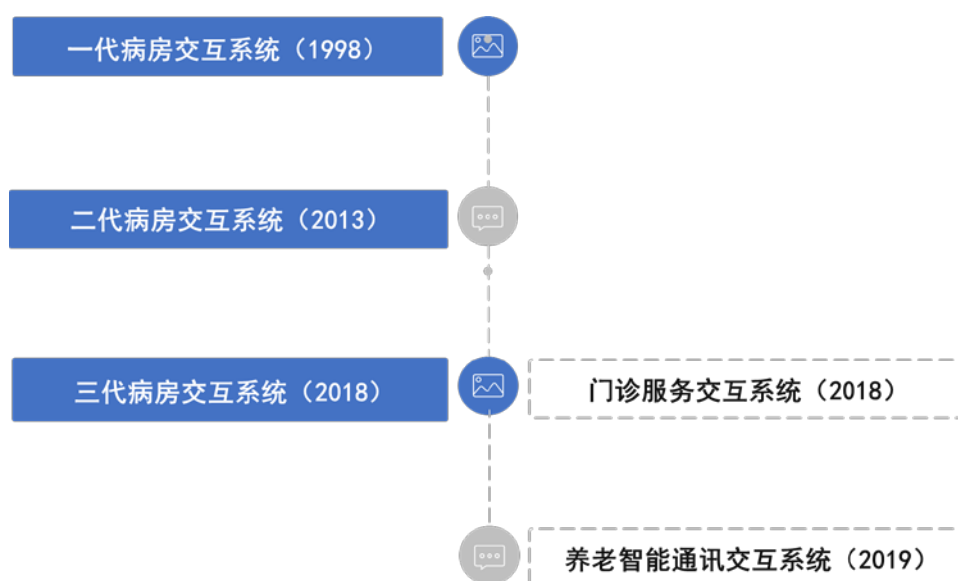 一代病房交互系统（1998）
二代病房交互系统（2013）
三代病房交互系统（2018）
门诊服务交互系统（2018）
养老智能通讯交互系统（2019）